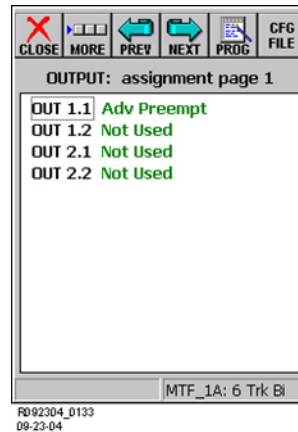 CLOSE MORE PREV NEXT PROG CFG FILE
OUTPUT: assignment page 1
OUT 1.1 Adv Preempt
OUT 1.2 Not Used
OUT 2.1 Not Used
OUT 2.2 Not Used
MTF_1A: 6 Trk Bi
R092304_0133
09-23-04